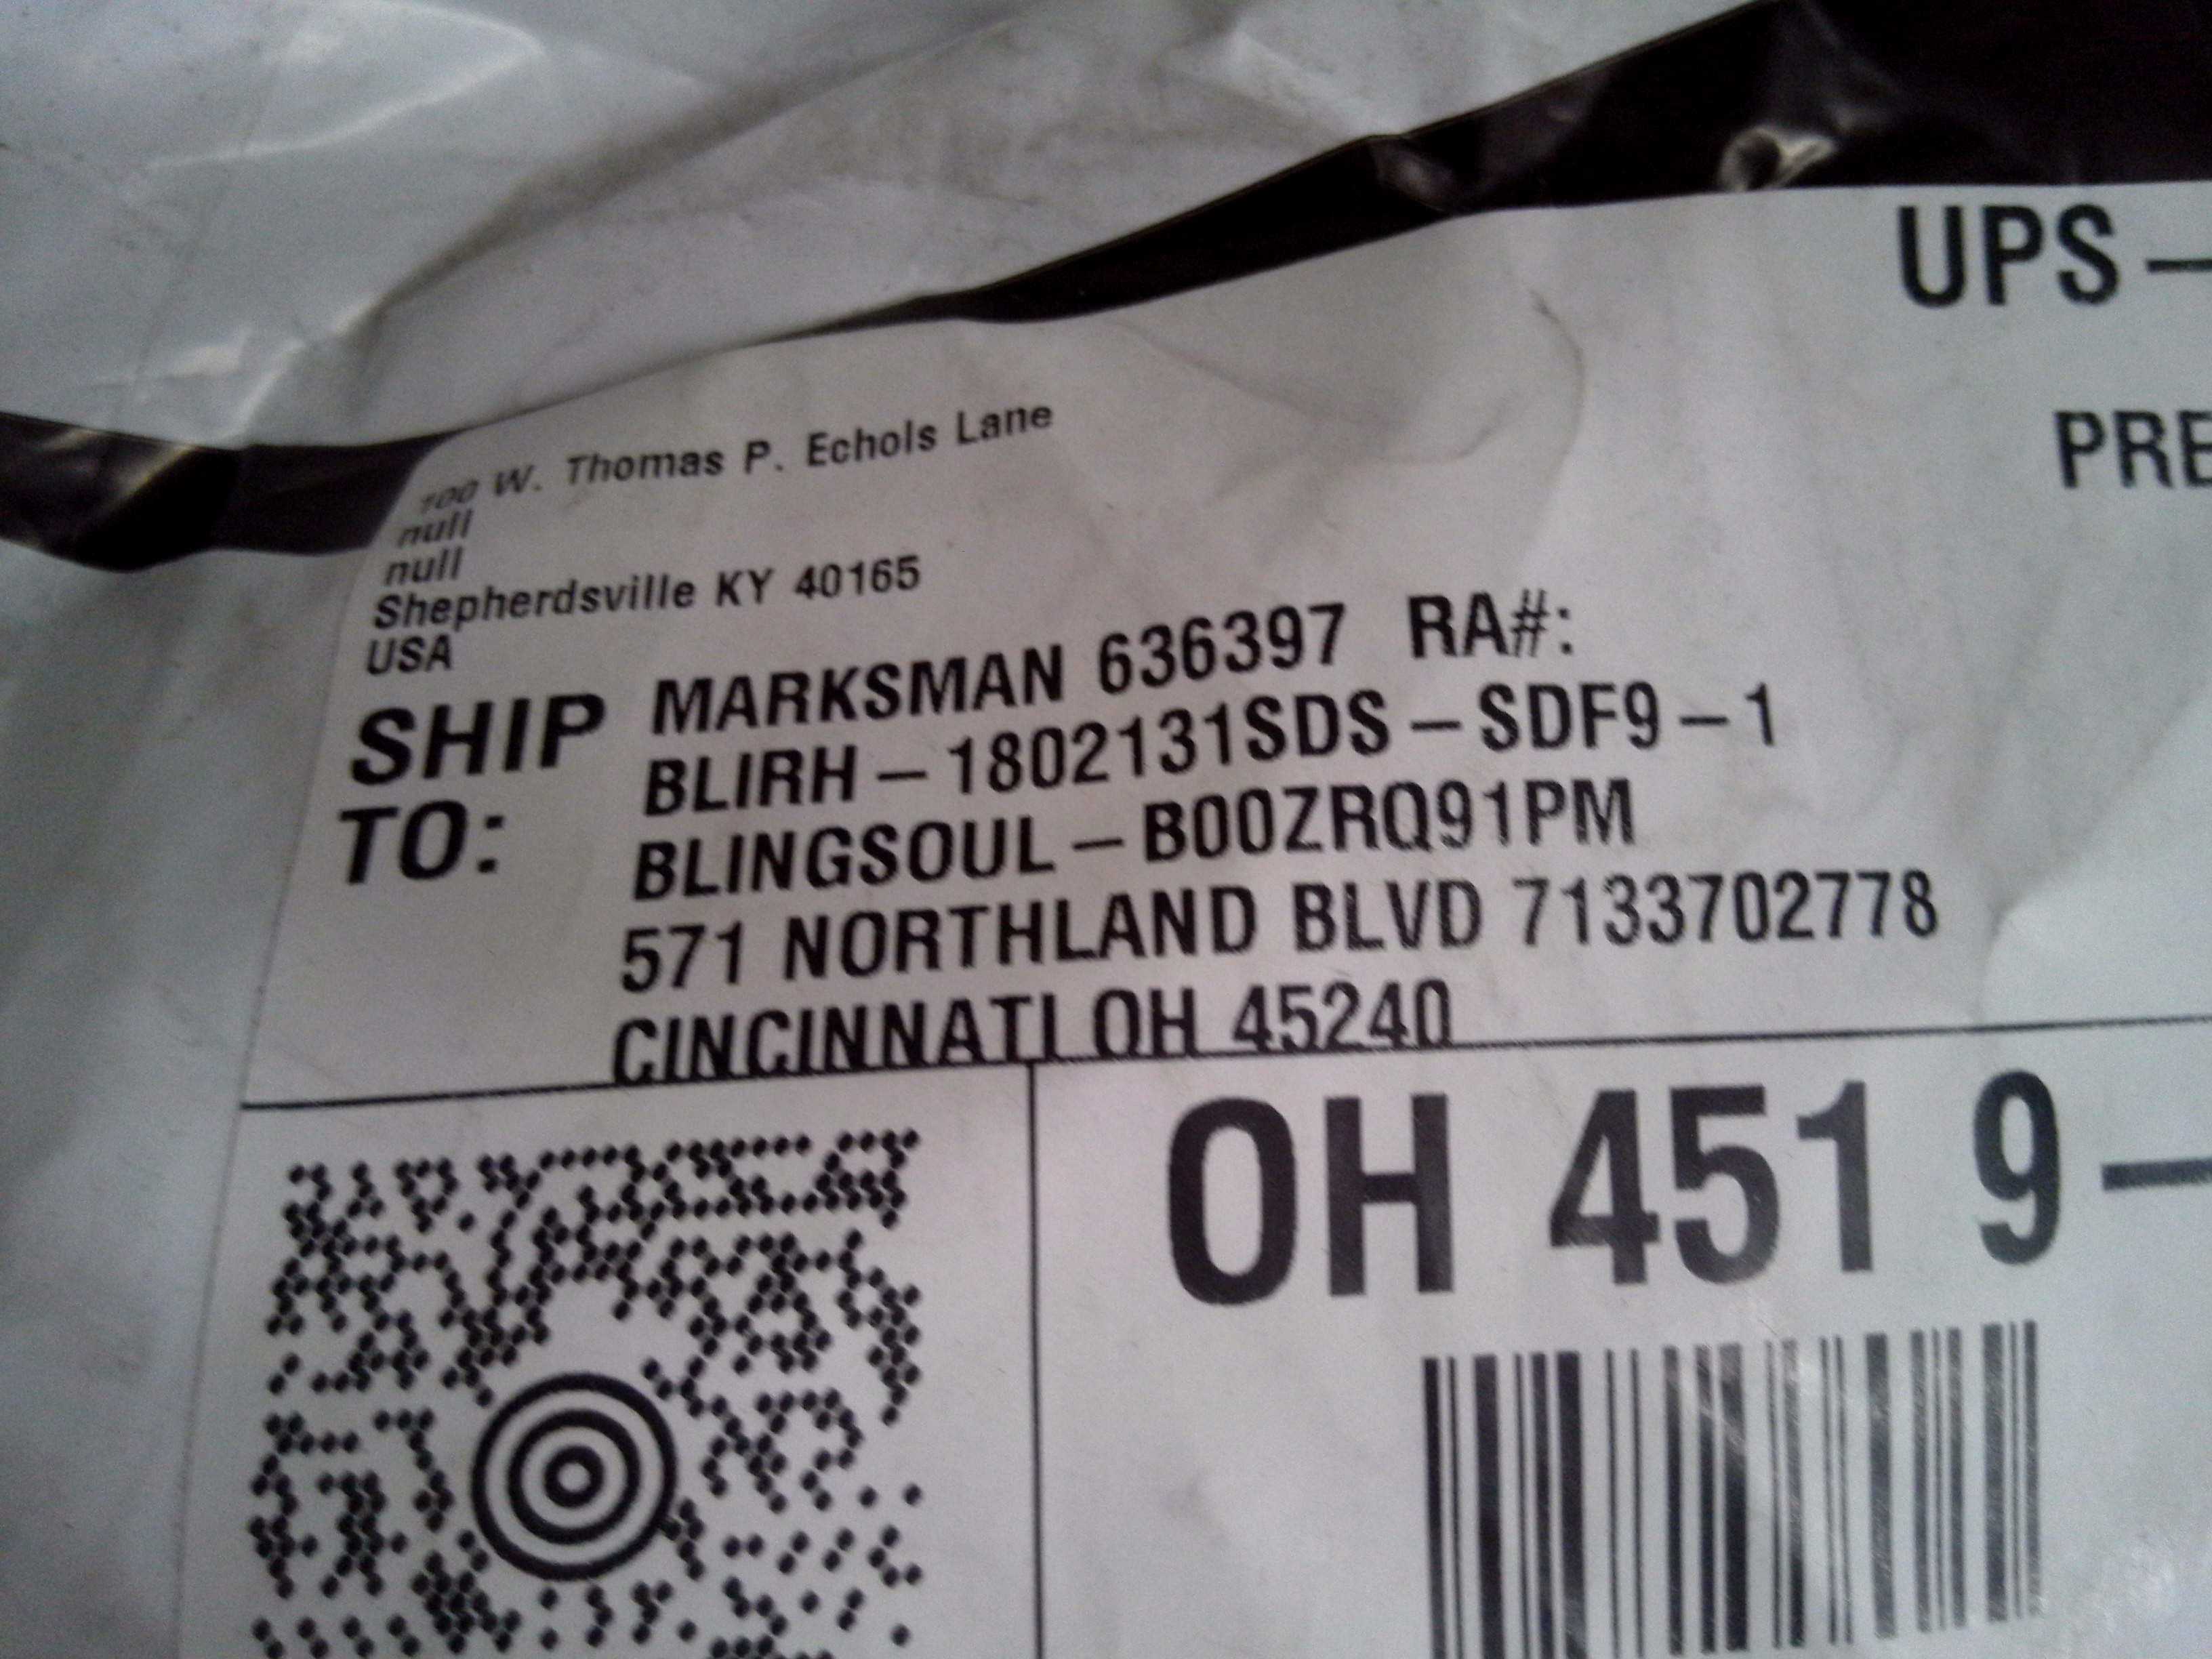 UPS –
PRE
100 W. Thomas P. Echols Lane
null
null
Shepherdsville KY 40165
USA
SHIP TO:
MARKSMAN 636397 RA#:
BLIRH – 1802131SDS – SDF9 – 1
BLINGSOUL – B00ZRQ91PM
571 NORTHLAND BLVD 7133702778
CINCINNATI OH 45240
OH 451 9 –